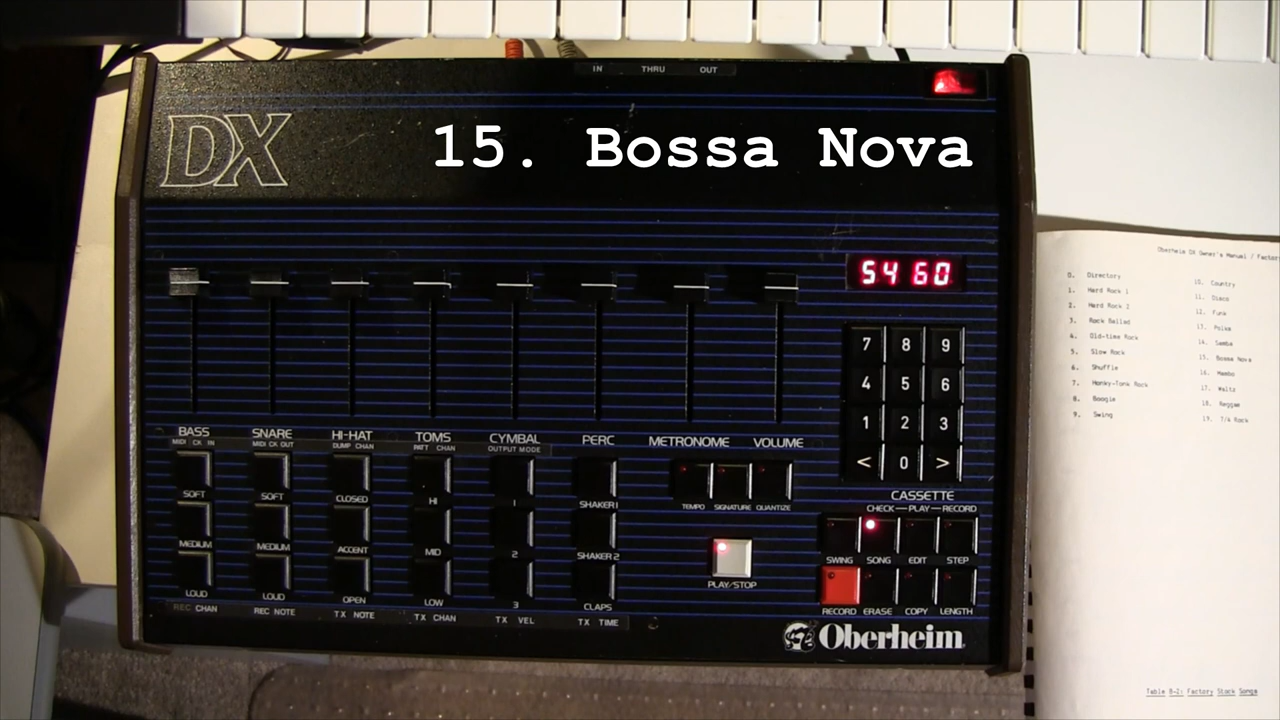 IN THRU OUT
DX
15. Bossa Nova
S4 60
7 8 9
4 5 6
1 2 3
< 0 >
BASS SNARE HI-HAT TOMS CYMBAL PERC METRONOME VOLUME
MIDI CK IN MIDI CK OUT DUMP CHAN PATT CHAN OUTPUT MODE
SOFT SOFT CLOSED HI 1 SHAKER 1
TEMPO SIGNATURE QUANTIZE
MEDIUM MEDIUM ACCENT MID 2 SHAKER 2
LOUD LOUD OPEN LOW 3 CLAPS
REC CHAN REC NOTE TX NOTE TX CHAN TX VEL TX TIME
PLAY/STOP
CASSETTE
CHECK — PLAY — RECORD
SWING SONG EDIT STEP
RECORD ERASE COPY LENGTH
Oberheim
Oberheim DX Owner's Manual / Factory
0. Directory
1. Hard Rock 1
2. Hard Rock 2
3. Rock Ballad
4. Old-time Rock
5. Slow Rock
6. Shuffle
7. Honky-Tonk Rock
8. Boogie
9. Swing
10. Country
11. Disco
12. Funk
13. Polka
14. Samba
15. Bossa Nova
16. Mambo
17. Waltz
18. Reggae
19. 7/4 Rock
Table B-2: Factory Stock Songs